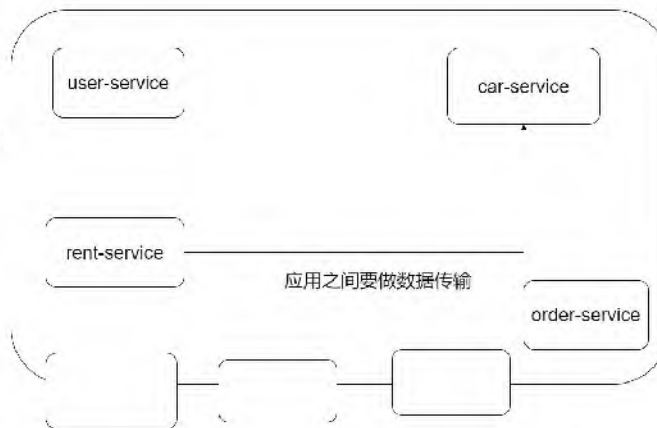 user-service
car-service
rent-service
应用之间要做数据传输
order-service